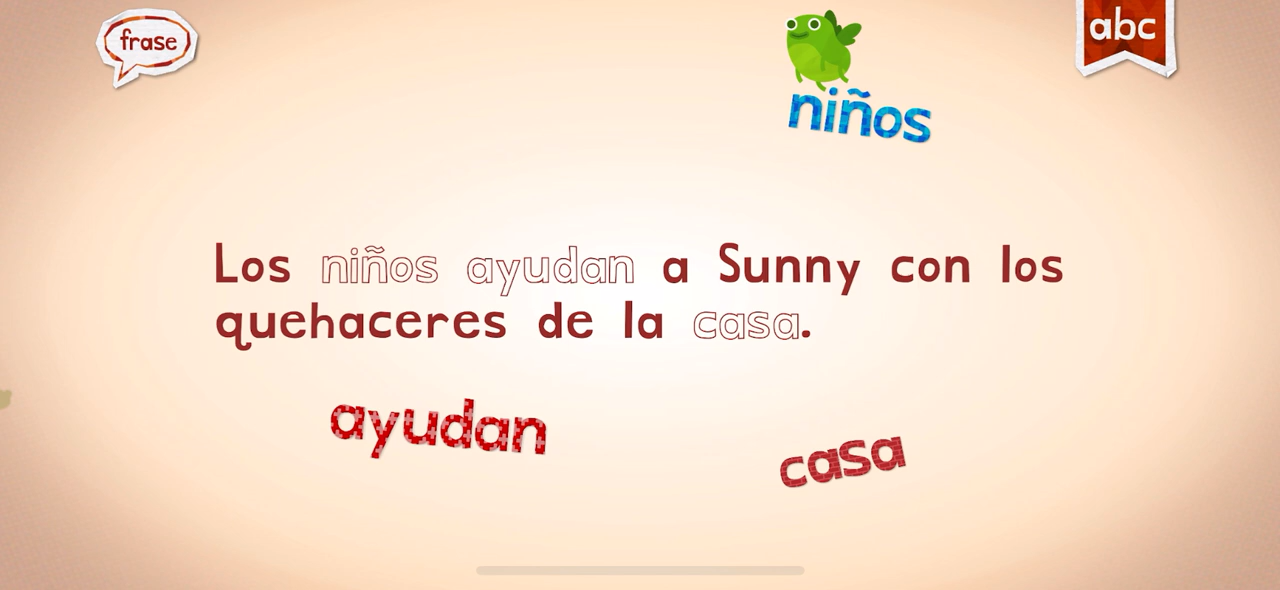 frase
abc
niños
Los niños ayudan a Sunny con los
quehaceres de la casa.
ayudan
casa